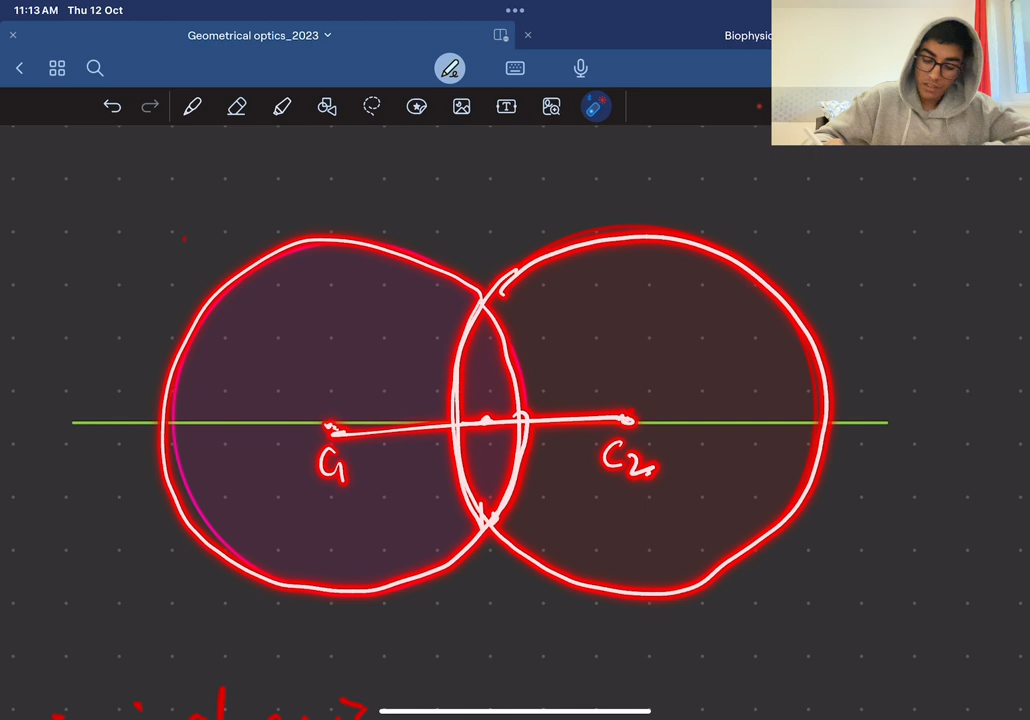 11:13 AM Thu 12 Oct
Geometrical optics_2023
Biophysic
T
C1
C2